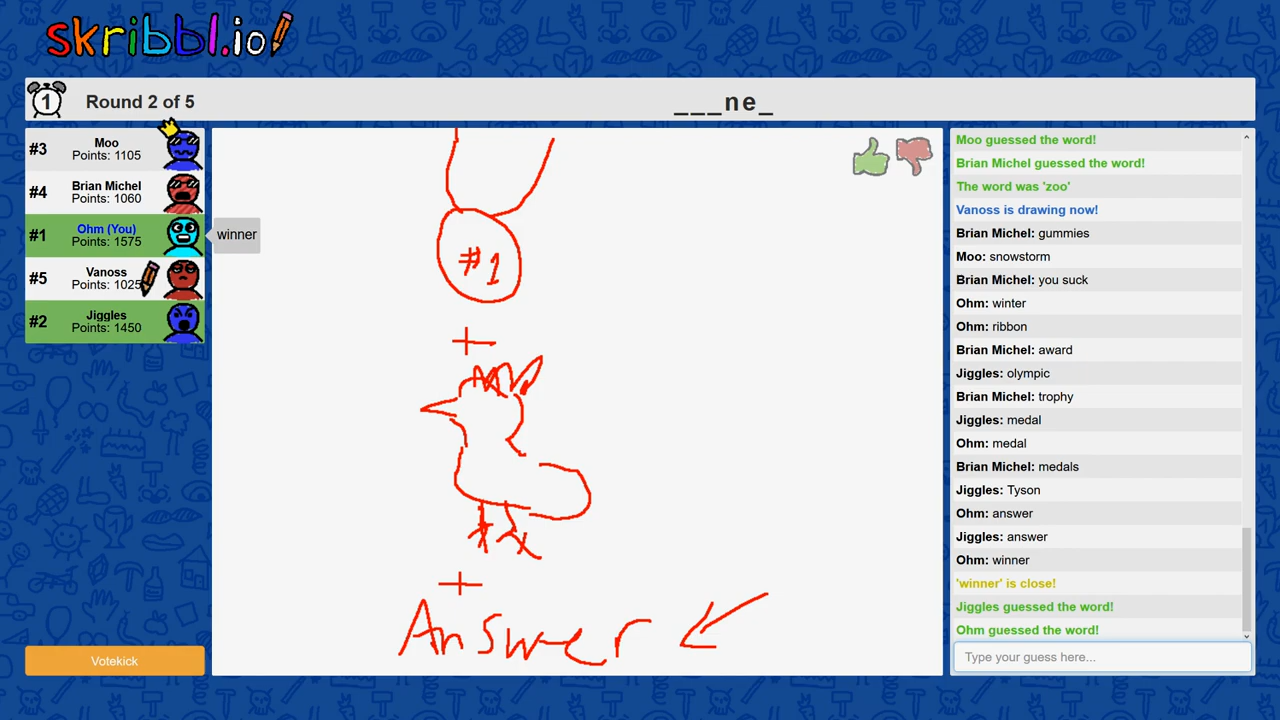 skribbl.io!
1
Round 2 of 5
___ne_
#3
Moo
Points: 1105
#4
Brian Michel
Points: 1060
#1
Ohm (You)
Points: 1575
winner
#5
Vanoss
Points: 1025
#2
Jiggles
Points: 1450
Votekick
#1
+
+
Answer
Moo guessed the word!
Brian Michel guessed the word!
The word was 'zoo'
Vanoss is drawing now!
Brian Michel: gummies
Moo: snowstorm
Brian Michel: you suck
Ohm: winter
Ohm: ribbon
Brian Michel: award
Jiggles: olympic
Brian Michel: trophy
Jiggles: medal
Ohm: medal
Brian Michel: medals
Jiggles: Tyson
Ohm: answer
Jiggles: answer
Ohm: winner
'winner' is close!
Jiggles guessed the word!
Ohm guessed the word!
Type your guess here...